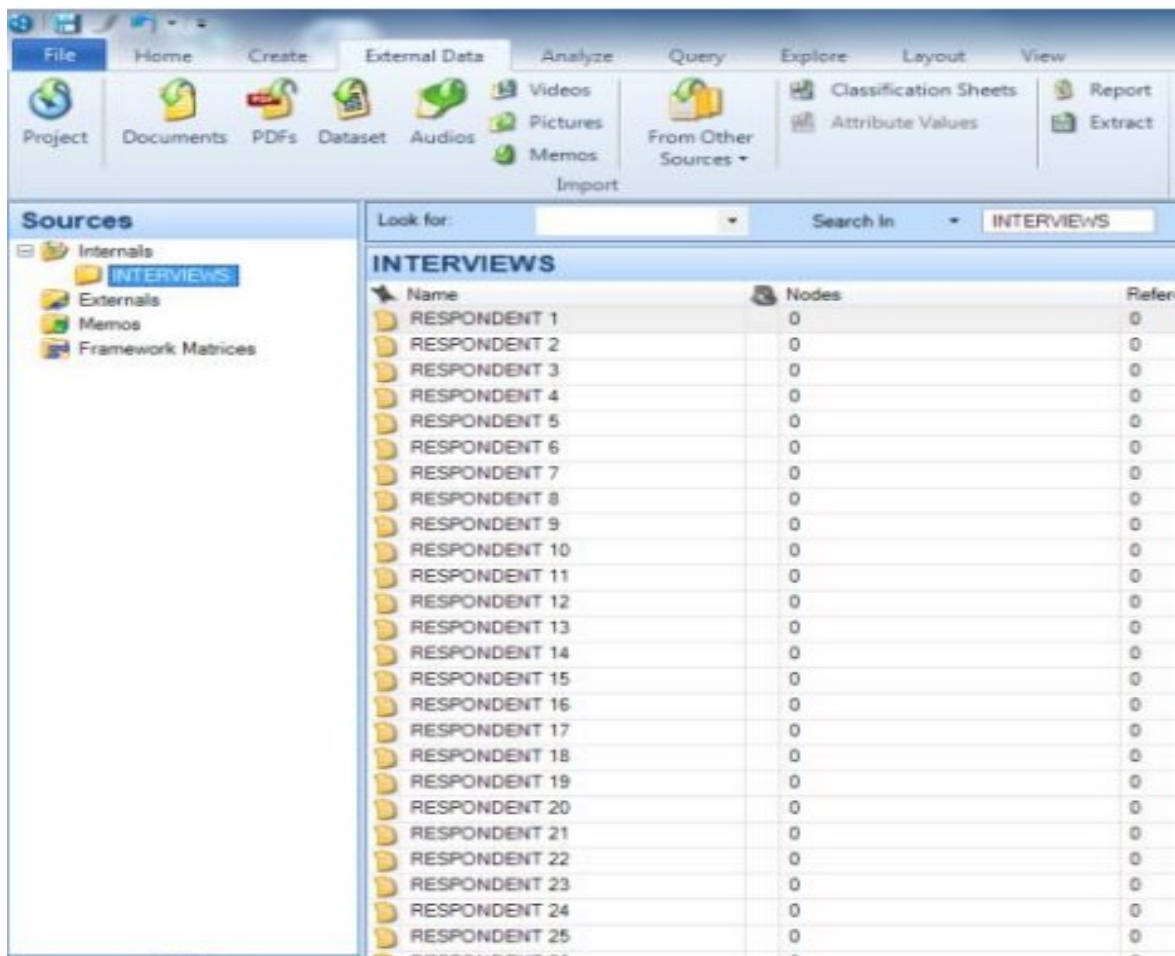 File Home Create External Data Analyze Query Explore Layout View
Project Documents PDFs Dataset Audios Videos Pictures Memos From Other Sources Classification Sheets Attribute Values Report Extract
Import
Sources
Internals
INTERVIEWS
Externals
Memos
Framework Matrices
Look for: Search In INTERVIEWS
INTERVIEWS
Name Nodes Refer
RESPONDENT 1 0 0
RESPONDENT 2 0 0
RESPONDENT 3 0 0
RESPONDENT 4 0 0
RESPONDENT 5 0 0
RESPONDENT 6 0 0
RESPONDENT 7 0 0
RESPONDENT 8 0 0
RESPONDENT 9 0 0
RESPONDENT 10 0 0
RESPONDENT 11 0 0
RESPONDENT 12 0 0
RESPONDENT 13 0 0
RESPONDENT 14 0 0
RESPONDENT 15 0 0
RESPONDENT 16 0 0
RESPONDENT 17 0 0
RESPONDENT 18 0 0
RESPONDENT 19 0 0
RESPONDENT 20 0 0
RESPONDENT 21 0 0
RESPONDENT 22 0 0
RESPONDENT 23 0 0
RESPONDENT 24 0 0
RESPONDENT 25 0 0